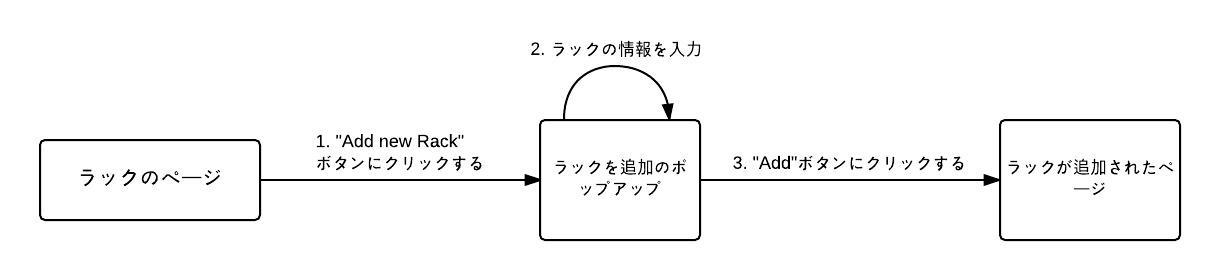 2. ラックの情報を入力
1. "Add new Rack"
ボタンにクリックする
ラックのページ
ラックを追加のポ
ップアップ
3. "Add"ボタンにクリックする
ラックが追加されたペ
ージ